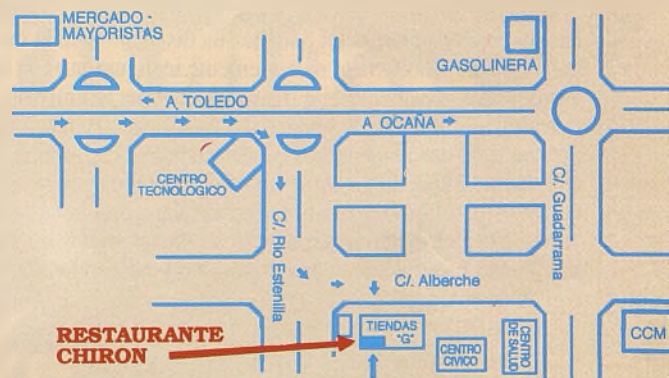 MERCADO -
MAYORISTAS
GASOLINERA
A. TOLEDO
A OCAÑA
CENTRO
TECNOLOGICO
C/. Rio Estenilla
C/. Guadarrama
C/. Alberche
RESTAURANTE
CHIRON
TIENDAS
"G"
CENTRO
CIVICO
CENTRO
DE SALUD
CCM